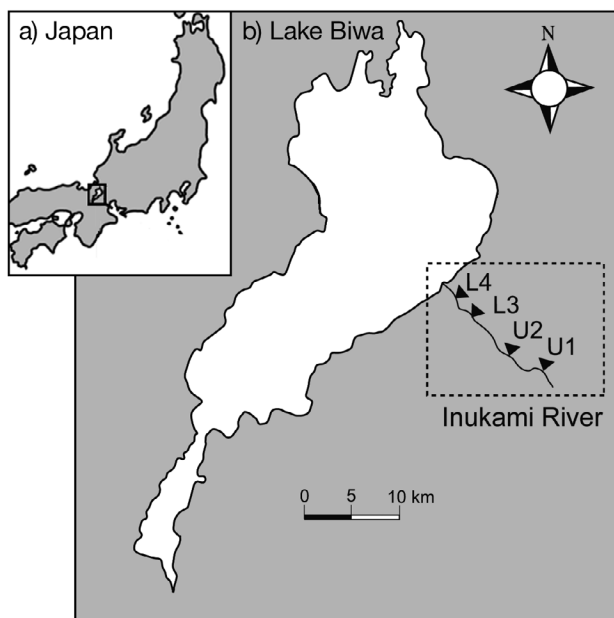 a) Japan
b) Lake Biwa
N
L4
L3
U2
U1
Inukami River
0 5 10 km